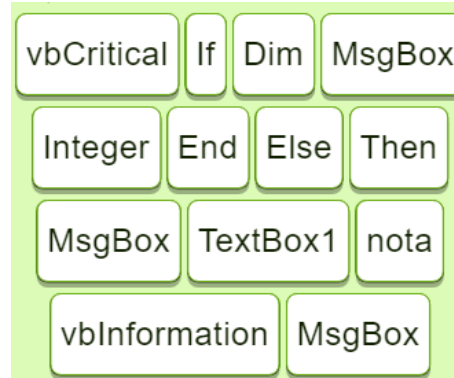 vbCritical If Dim MsgBox
Integer End Else Then
MsgBox TextBox1 nota
vbInformation MsgBox